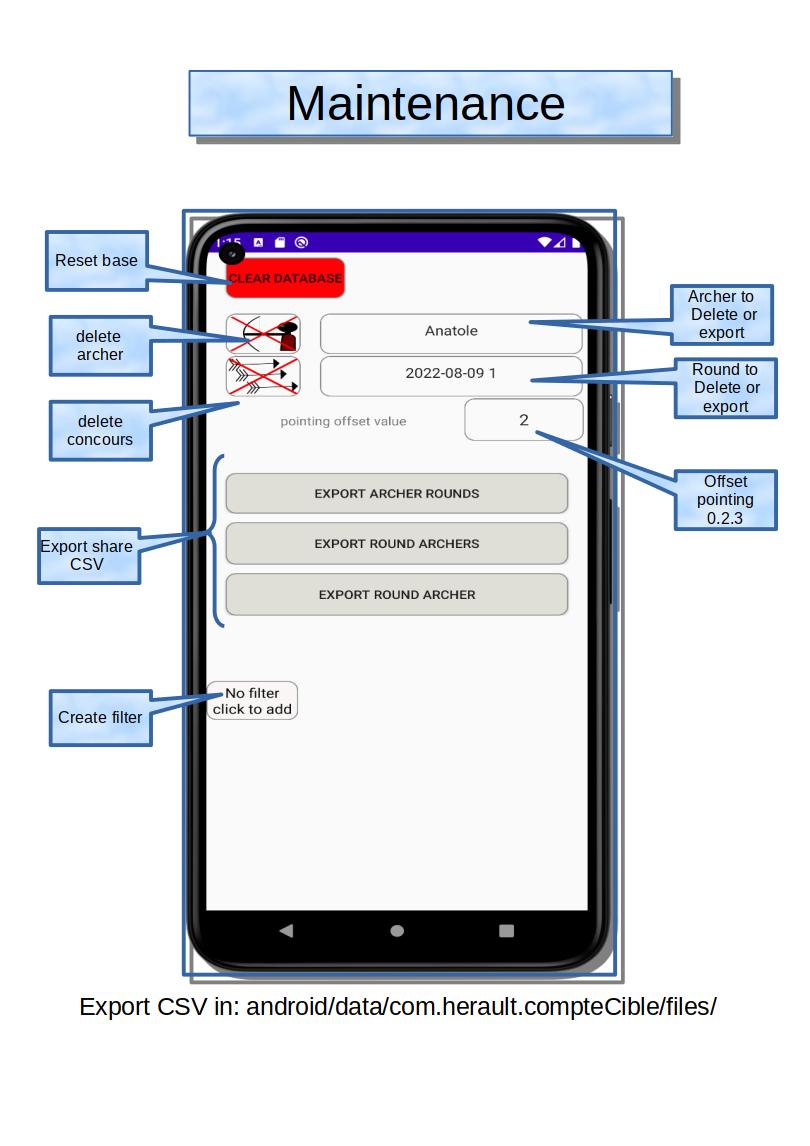 Maintenance
Reset base
CLEAR DATABASE
delete
archer
Anatole
Archer to
Delete or
export
2022-08-09 1
Round to
Delete or
export
delete
concours
pointing offset value
2
Offset
pointing
0.2.3
EXPORT ARCHER ROUNDS
EXPORT ROUND ARCHERS
EXPORT ROUND ARCHER
Export share
CSV
Create filter
No filter
click to add
Export CSV in: android/data/com.herault.compteCible/files/